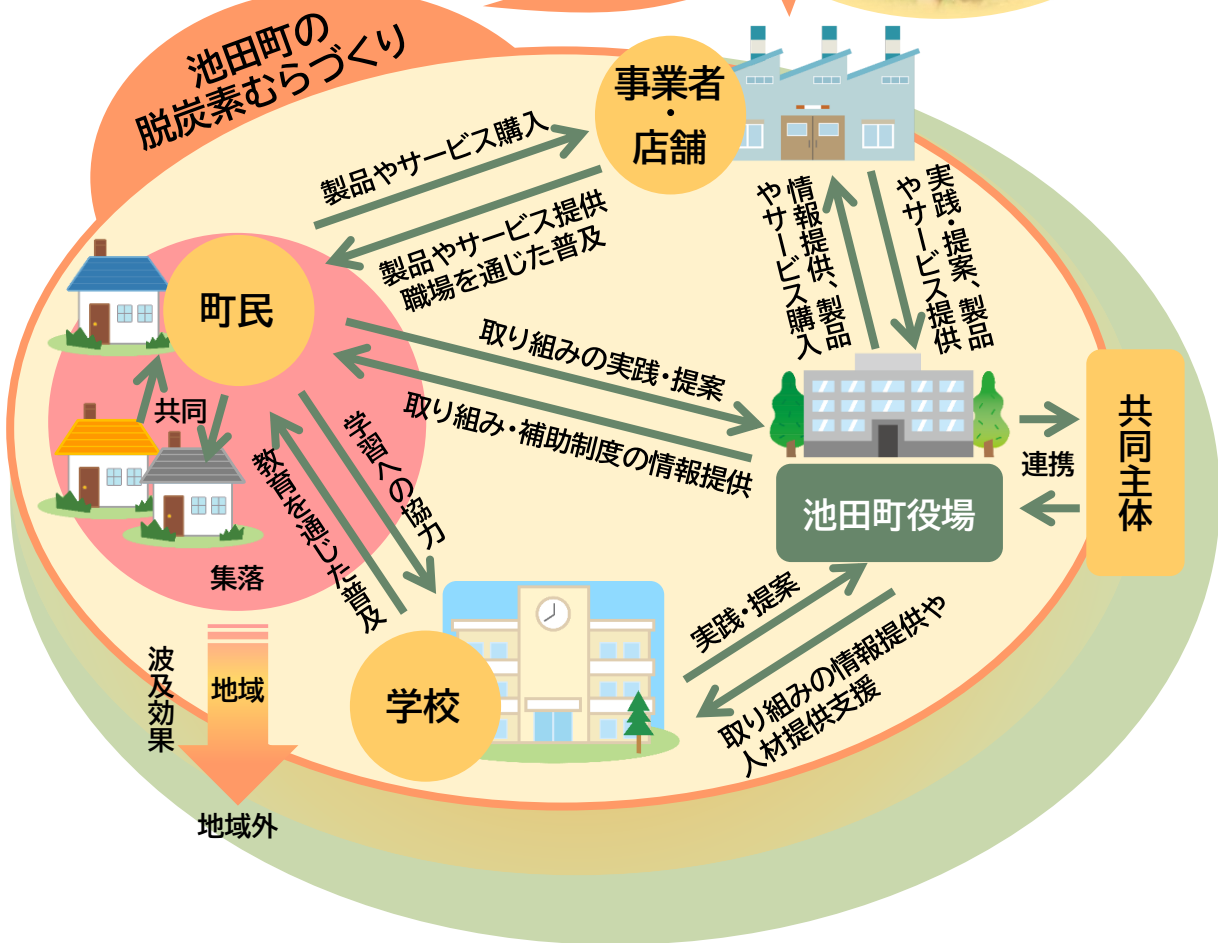 池田町の
脱炭素むらづくり
事業者
・
店舗
製品やサービス購入
製品やサービス提供
職場を通じた普及
情報提供、製品
やサービス購入
実践・提案、製品
やサービス提供
町民
共同
集落
取り組みの実践・提案
取り組み・補助制度の情報提供
学習への協力
教育を通じた普及
池田町役場
連携
共同主体
学校
実践・提案
取り組みの情報提供や
人材提供支援
波及効果
地域
地域外